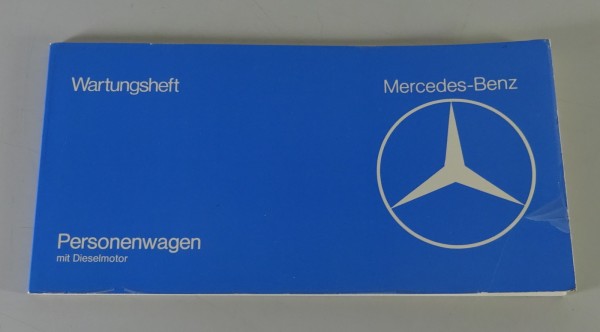 Wartungsheft
Mercedes-Benz
Personenwagen
mit Dieselmotor